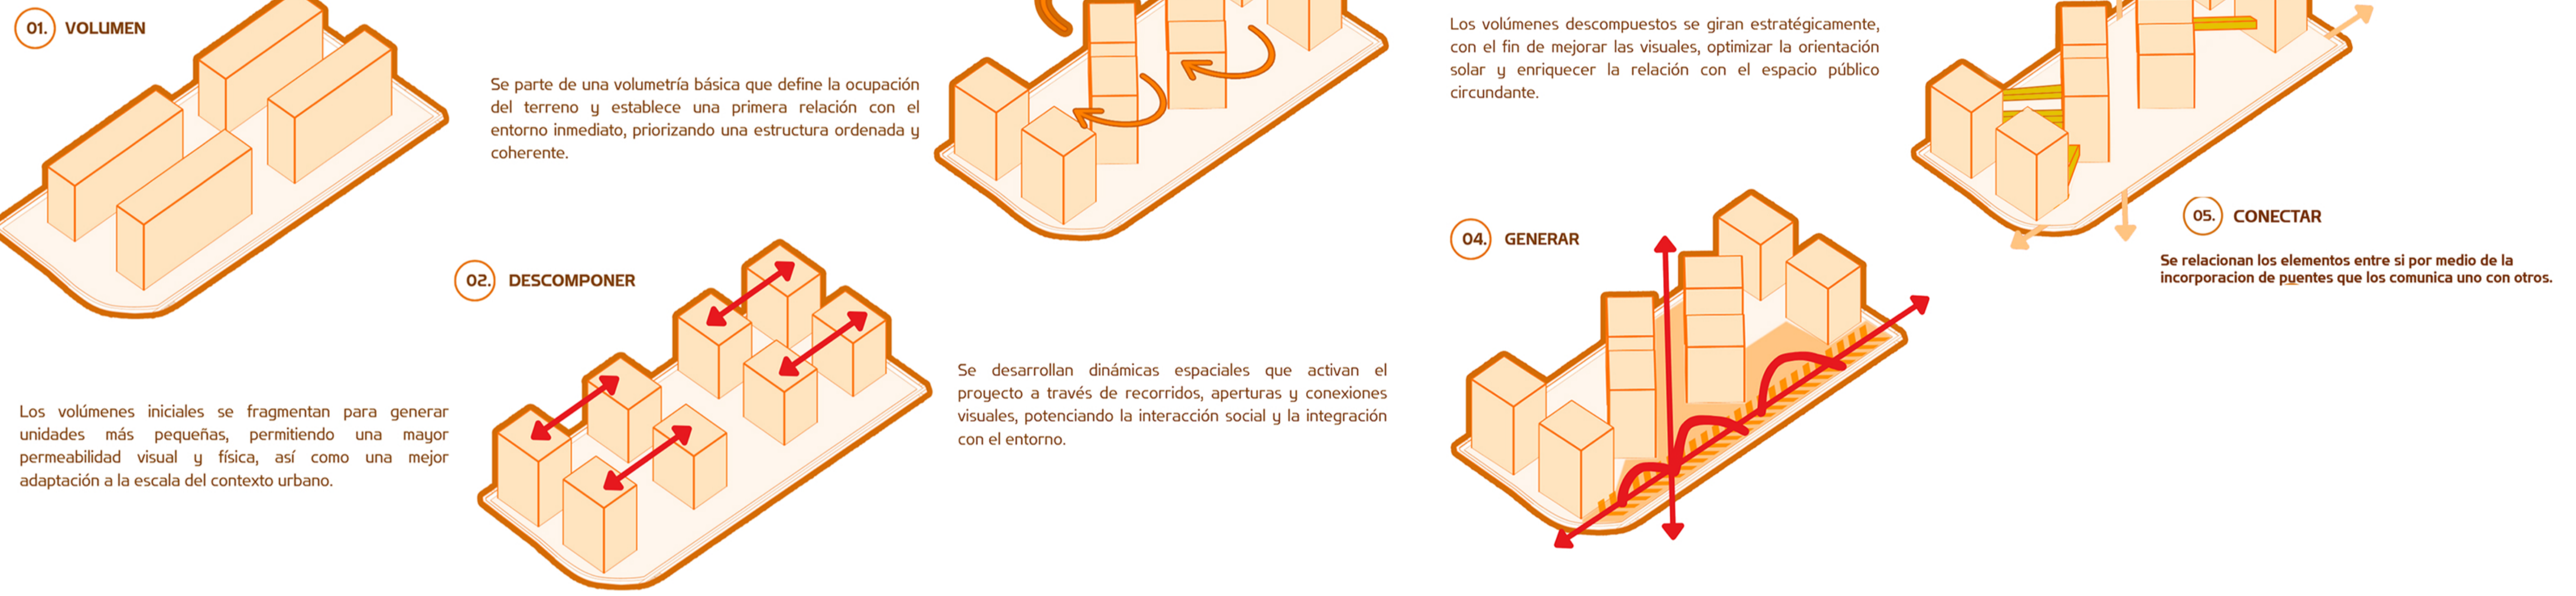 01. VOLUMEN
Se parte de una volumetría básica que define la ocupación
del terreno y establece una primera relación con el
entorno inmediato, priorizando una estructura ordenada y
coherente.
02. DESCOMPONER
Los volúmenes iniciales se fragmentan para generar
unidades más pequeñas, permitiendo una mayor
permeabilidad visual y física, así como una mejor
adaptación a la escala del contexto urbano.
Los volúmenes descompuestos se giran estratégicamente,
con el fin de mejorar las visuales, optimizar la orientación
solar y enriquecer la relación con el espacio público
circundante.
04. GENERAR
Se desarrollan dinámicas espaciales que activan el
proyecto a través de recorridos, aperturas y conexiones
visuales, potenciando la interacción social y la integración
con el entorno.
05. CONECTAR
Se relacionan los elementos entre si por medio de la
incorporacion de puentes que los comunica uno con otros.